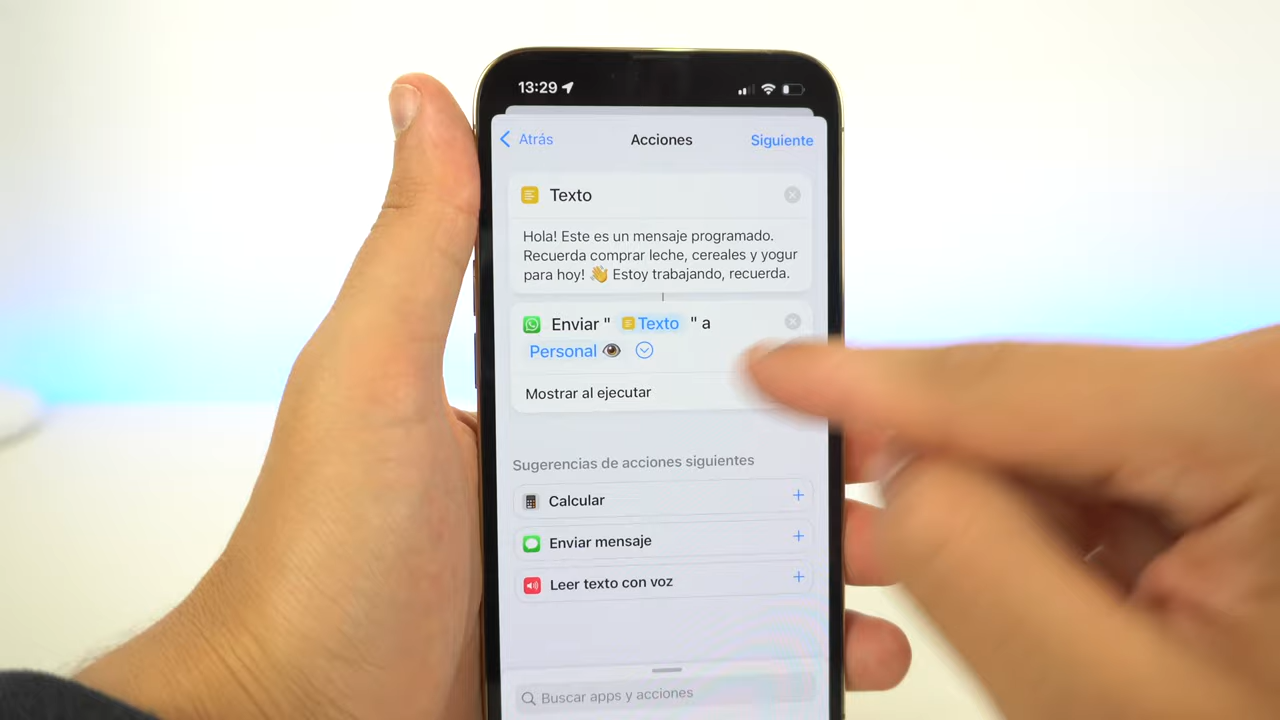 13:29
Atrás Acciones Siguiente
Texto
Hola! Este es un mensaje programado.
Recuerda comprar leche, cereales y yogur
para hoy! 👋 Estoy trabajando, recuerda.
Enviar " Texto " a
Personal 👁️
Mostrar al ejecutar
Sugerencias de acciones siguientes
Calcular
Enviar mensaje
Leer texto con voz
Buscar apps y acciones